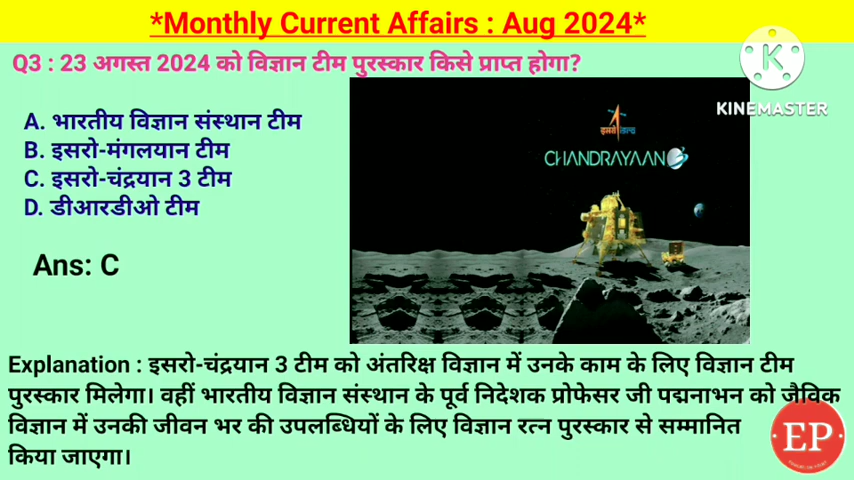 *Monthly Current Affairs : Aug 2024*
Q3 : 23 अगस्त 2024 को विज्ञान टीम पुरस्कार किसे प्राप्त होगा?
K
KINEMASTER
A. भारतीय विज्ञान संस्थान टीम
B. इसरो-मंगलयान टीम
C. इसरो-चंद्रयान 3 टीम
D. डीआरडीओ टीम
इसरो
CHANDRAYAAN 3
Ans: C
Explanation : इसरो-चंद्रयान 3 टीम को अंतरिक्ष विज्ञान में उनके काम के लिए विज्ञान टीम
पुरस्कार मिलेगा। वहीं भारतीय विज्ञान संस्थान के पूर्व निदेशक प्रोफेसर जी पद्मनाभन को जैविक
विज्ञान में उनकी जीवन भर की उपलब्धियों के लिए विज्ञान रत्न पुरस्कार से सम्मानित
किया जाएगा।
EP